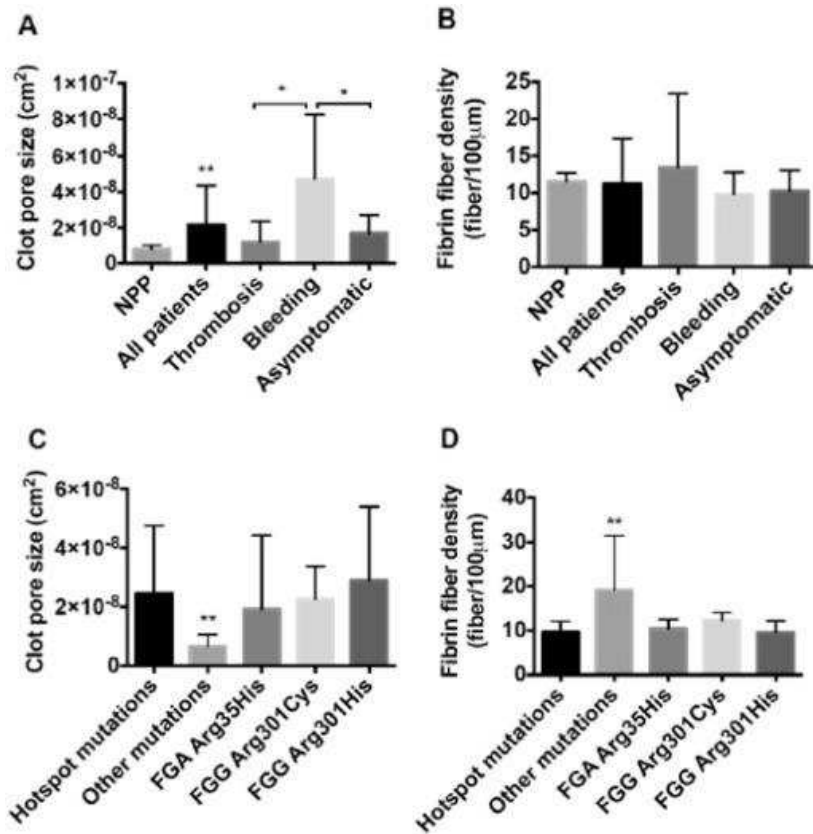 A
Clot pore size (cm²)
1×10⁻⁷
8×10⁻⁸
6×10⁻⁸
4×10⁻⁸
2×10⁻⁸
0
**
*
*
NPP
All patients
Thrombosis
Bleeding
Asymptomatic
B
Fibrin fiber density
(fiber/100μm)
25
20
15
10
5
0
NPP
All patients
Thrombosis
Bleeding
Asymptomatic
C
Clot pore size (cm²)
6×10⁻⁸
4×10⁻⁸
2×10⁻⁸
0
**
Hotspot mutations
Other mutations
FGA Arg35His
FGG Arg301Cys
FGG Arg301His
D
Fibrin fiber density
(fiber/100μm)
40
30
20
10
0
**
Hotspot mutations
Other mutations
FGA Arg35His
FGG Arg301Cys
FGG Arg301His